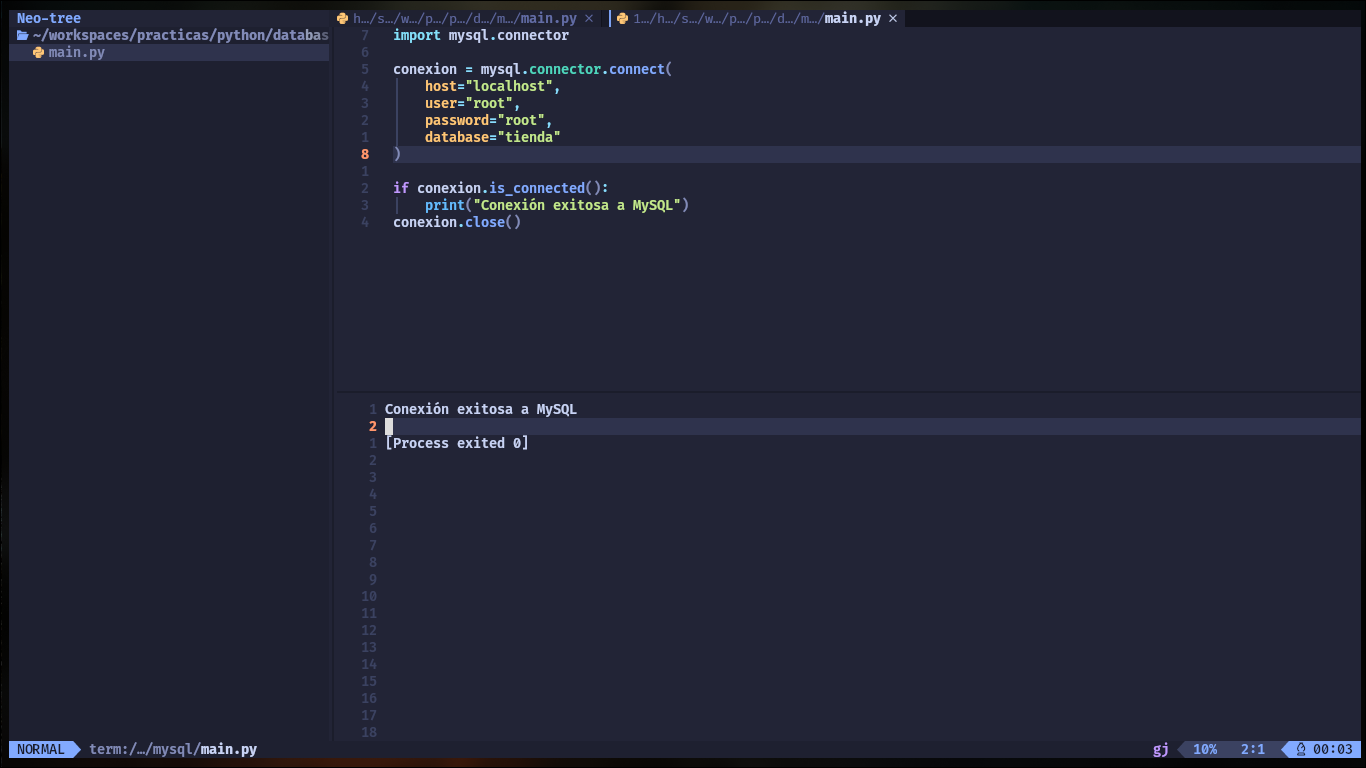 Neo-tree
~/workspaces/practicas/python/databas
main.py
h…/s…/w…/p…/p…/d…/m…/main.py ×
1…/h…/s…/w…/p…/p…/d…/m…/main.py ×
7 import mysql.connector
6
5 conexion = mysql.connector.connect(
4 host="localhost",
3 user="root",
2 password="root",
1 database="tienda"
8 )
1
2 if conexion.is_connected():
3 print("Conexión exitosa a MySQL")
4 conexion.close()
1 Conexión exitosa a MySQL
2
1 [Process exited 0]
2
3
4
5
6
7
8
9
10
11
12
13
14
15
16
17
18
NORMAL term:/…/mysql/main.py gj 10% 2:1 00:03